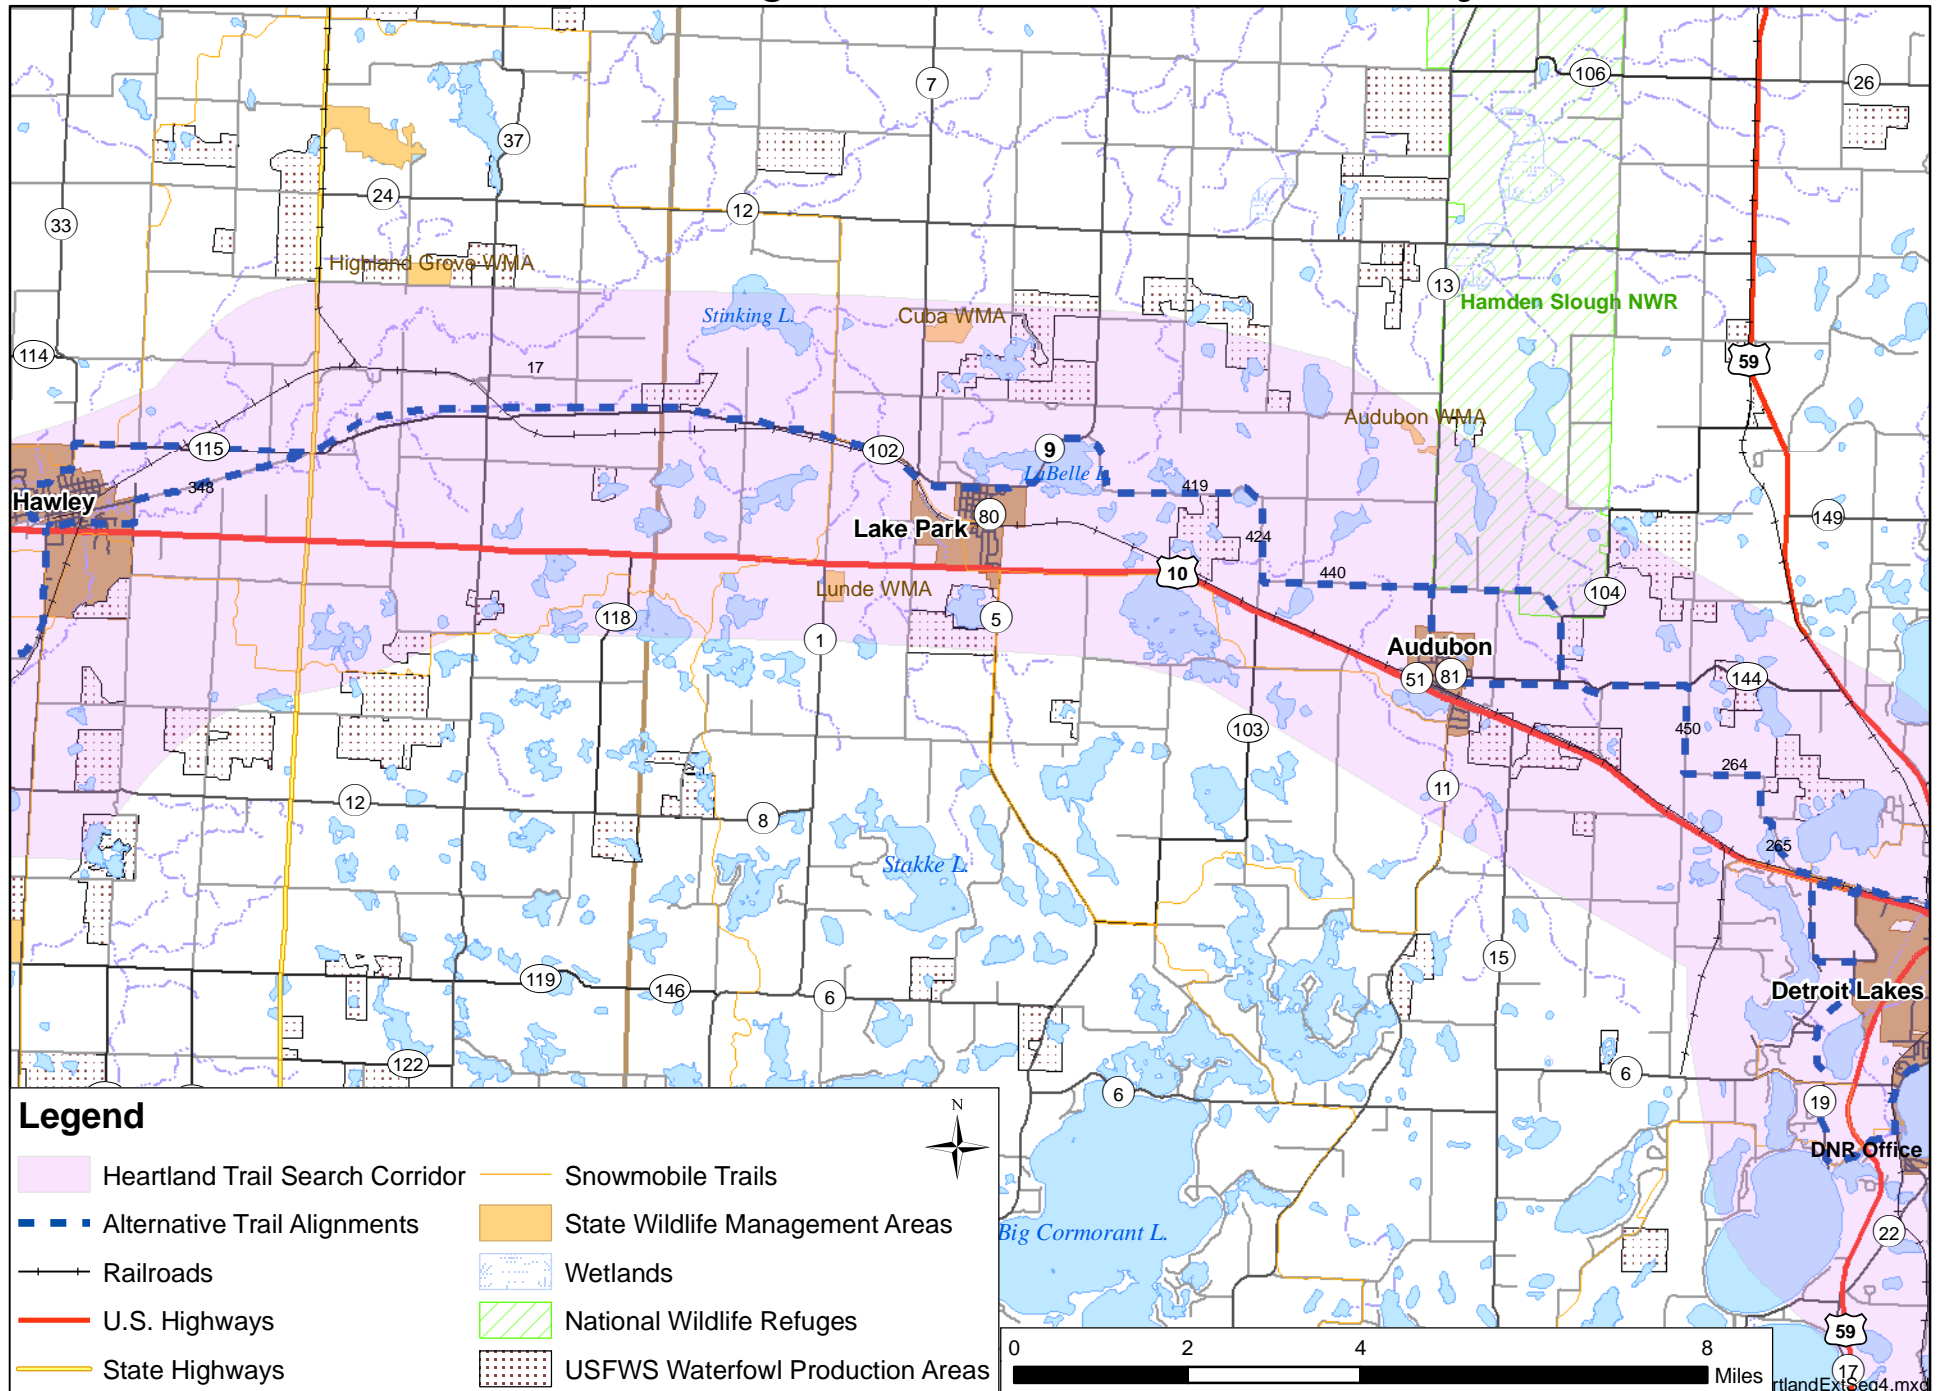 7
106
26
37
24
12
33
Highland Grove WMA
13
Hamden Slough NWR
Stinking L.
Cuba WMA
114
17
59
Audubon WMA
115
102
9
LaBelle L
348
419
Hawley
80
Lake Park
149
424
10
440
Lunde WMA
104
118
5
1
Audubon
51
81
144
103
450
264
11
12
8
265
Stakke L.
15
119
146
6
Detroit Lakes
122
6
6
19
DNR Office
Big Cormorant L.
22
59
17
Legend
N
Heartland Trail Search Corridor
Alternative Trail Alignments
Railroads
U.S. Highways
State Highways
Snowmobile Trails
State Wildlife Management Areas
Wetlands
National Wildlife Refuges
USFWS Waterfowl Production Areas
0 2 4 8
Miles
rtlandExtSeg4.mxd